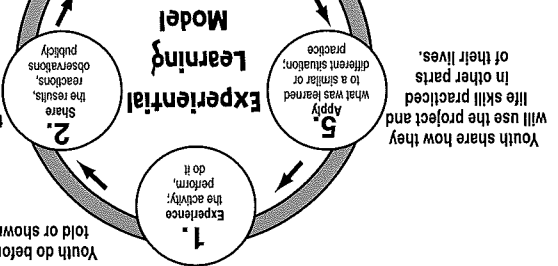 Youth do before
told or shown
1.
Experience
the activity;
perform,
do it
Youth share how they
will use the project and
life skill practiced
in other parts
of their lives.
5.
Apply
what was learned
to a similar or
different situation;
practice
2.
Share
the results,
reactions,
observations
publicly
Experiential
Learning
Model